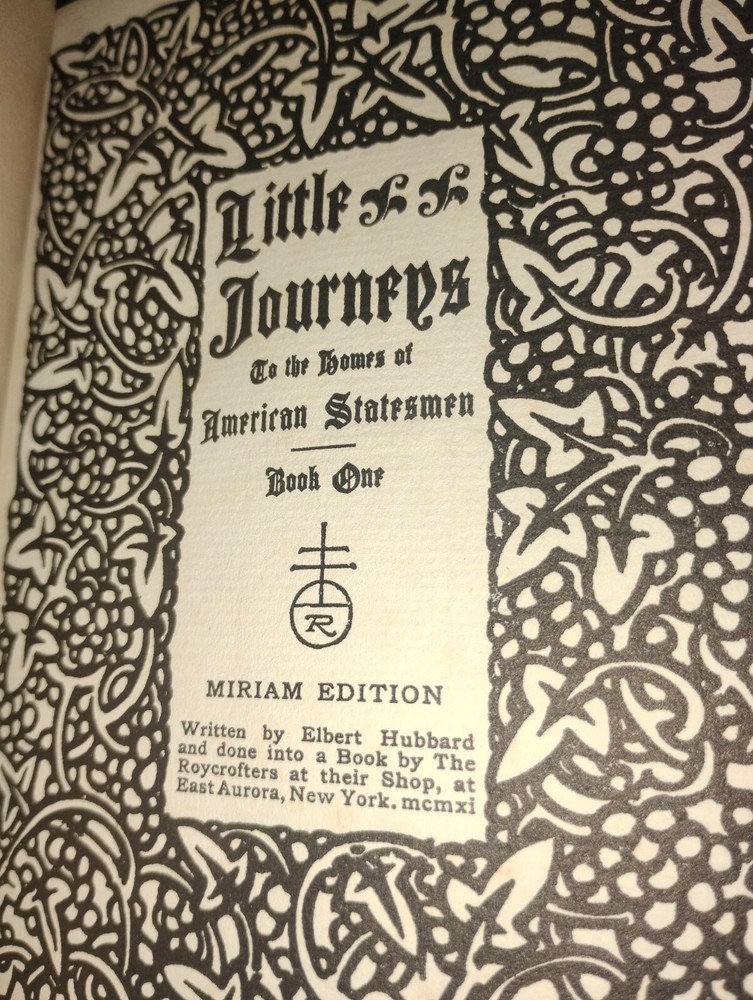 Little
Journeys
To the Homes of
American Statesmen
Book One
R
MIRIAM EDITION
Written by Elbert Hubbard
and done into a Book by The
Roycrofters at their Shop, at
East Aurora, New York. mcmxi